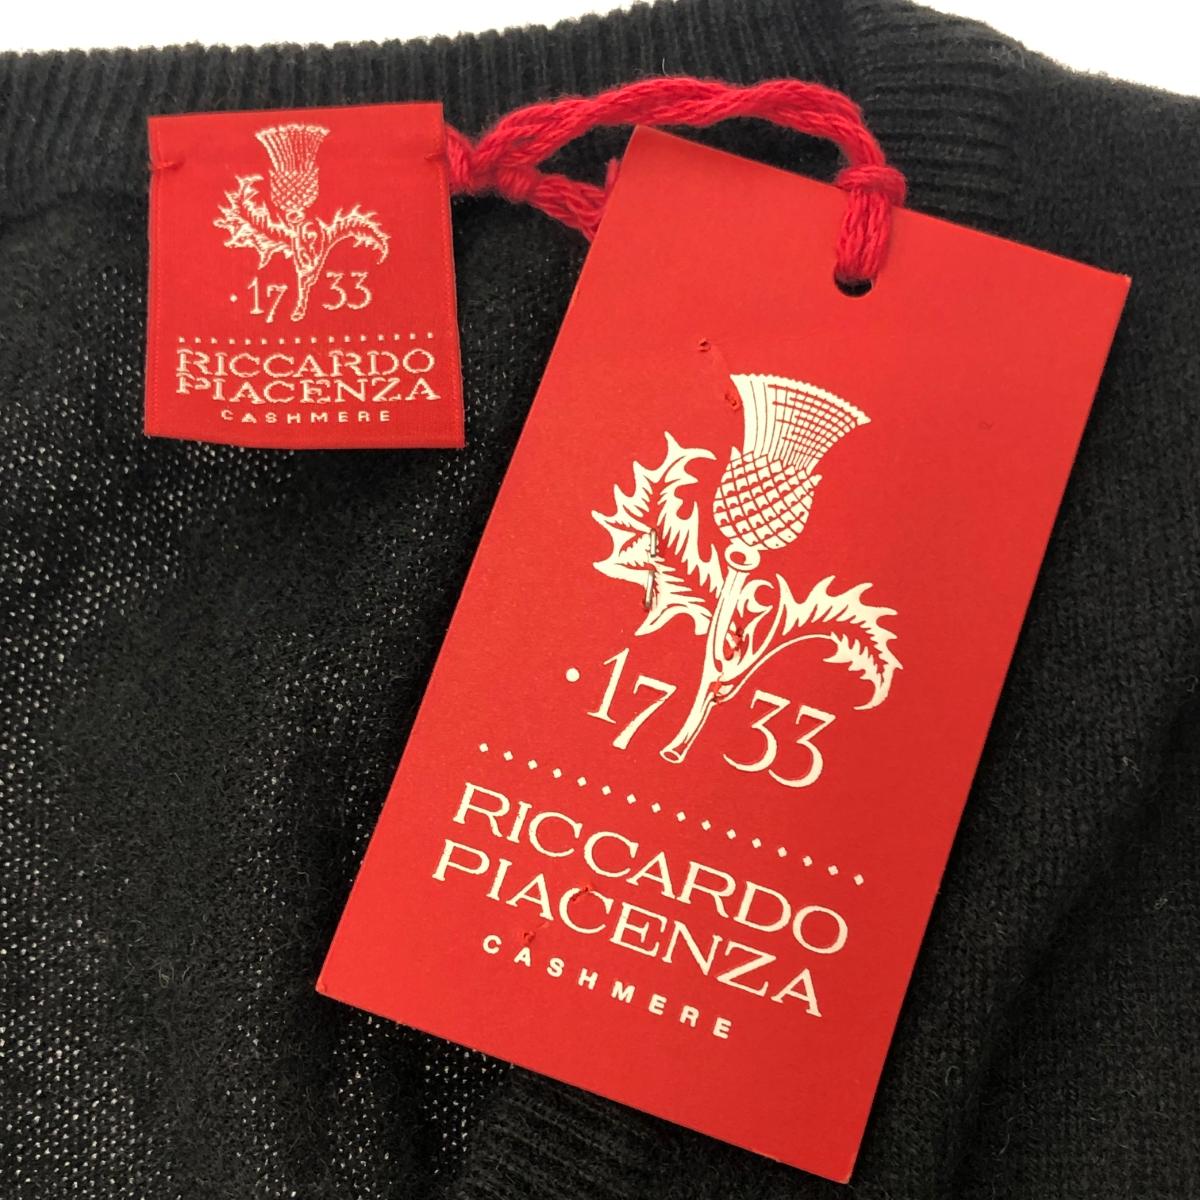 ·17 33
RICCARDO
PIACENZA
CASHMERE
·17 33
RICCARDO
PIACENZA
CASHMERE